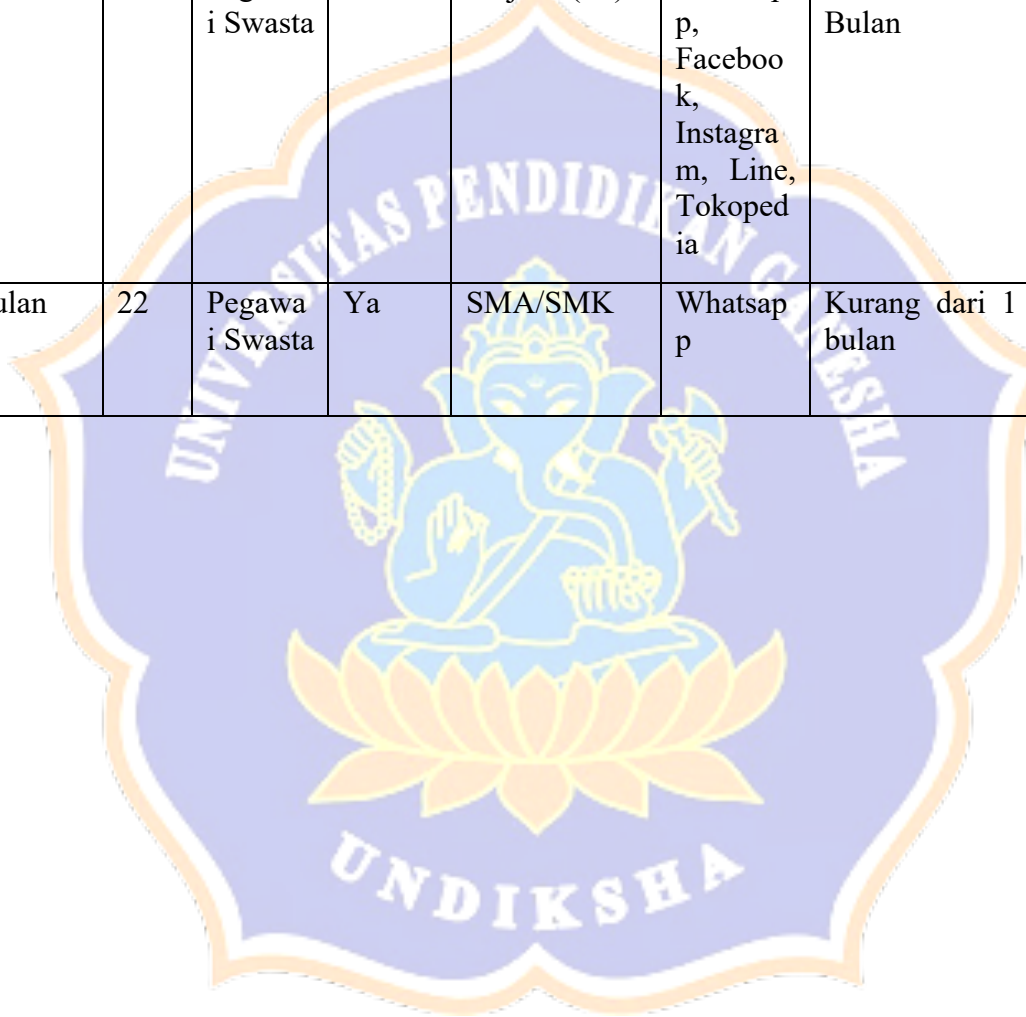 i Swasta
p,
Faceboo
k,
Instagra
m, Line,
Tokoped
ia
Bulan
22
Pegawa
i Swasta
Ya
SMA/SMK
Whatsap
p
Kurang dari 1
bulan
UNIVERSITAS PENDIDIKAN GANESHA
UNDIKSHA